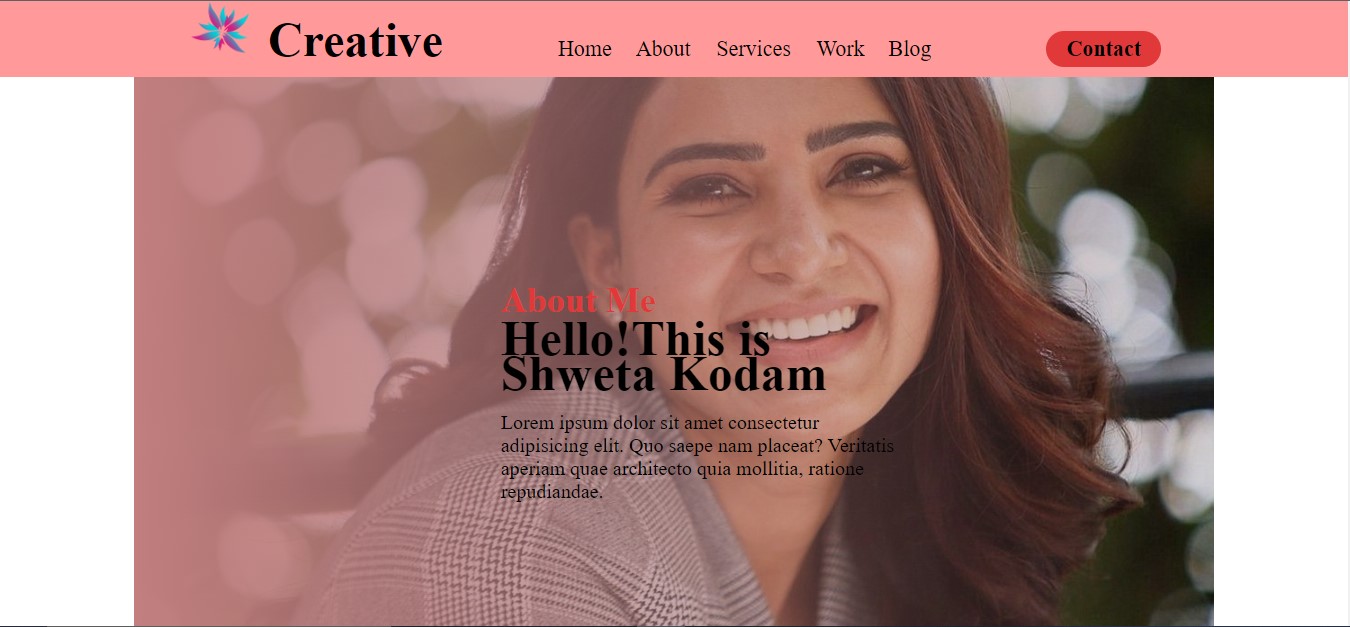 Creative
Home About Services Work Blog
Contact
About Me
Hello!This is
Shweta Kodam
Lorem ipsum dolor sit amet consectetur
adipisicing elit. Quo saepe nam placeat? Veritatis
aperiam quae architecto quia mollitia, ratione
repudiandae.